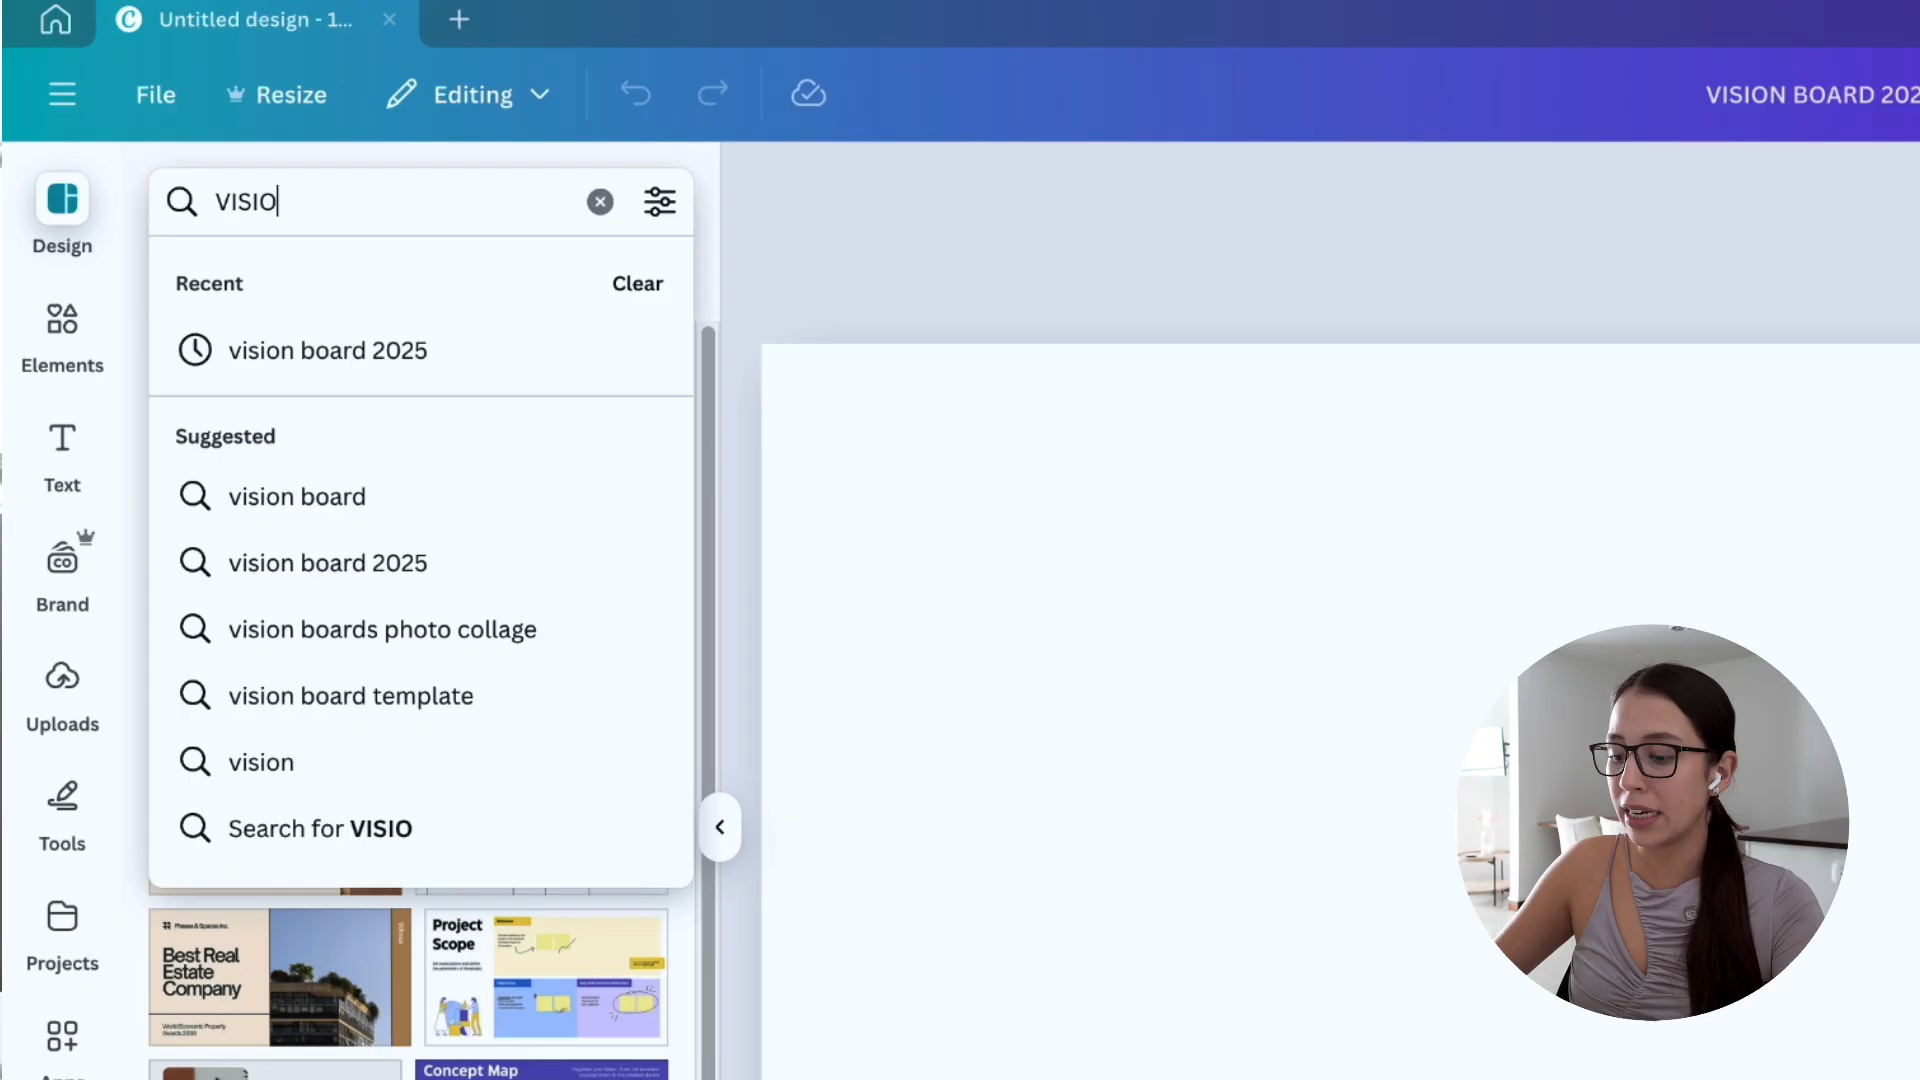 Untitled design - 1...
File
Resize
Editing
VISION BOARD 202
Design
Elements
Text
CO
Brand
Uploads
Tools
Projects
VISIO
Recent
Clear
vision board 2025
Suggested
vision board
vision board 2025
vision boards photo collage
vision board template
vision
Search for VISIO
Best Real
Estate
Company
Project
Scope
Concept Map